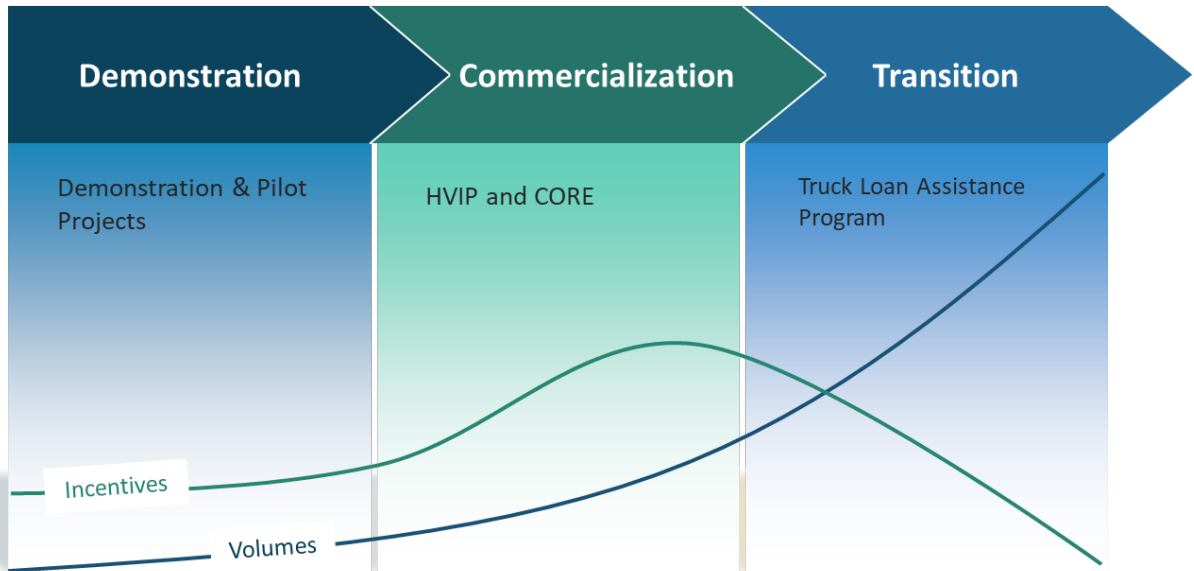 Demonstration
Commercialization
Transition
Demonstration & Pilot
Projects
HVIP and CORE
Truck Loan Assistance
Program
Incentives
Volumes